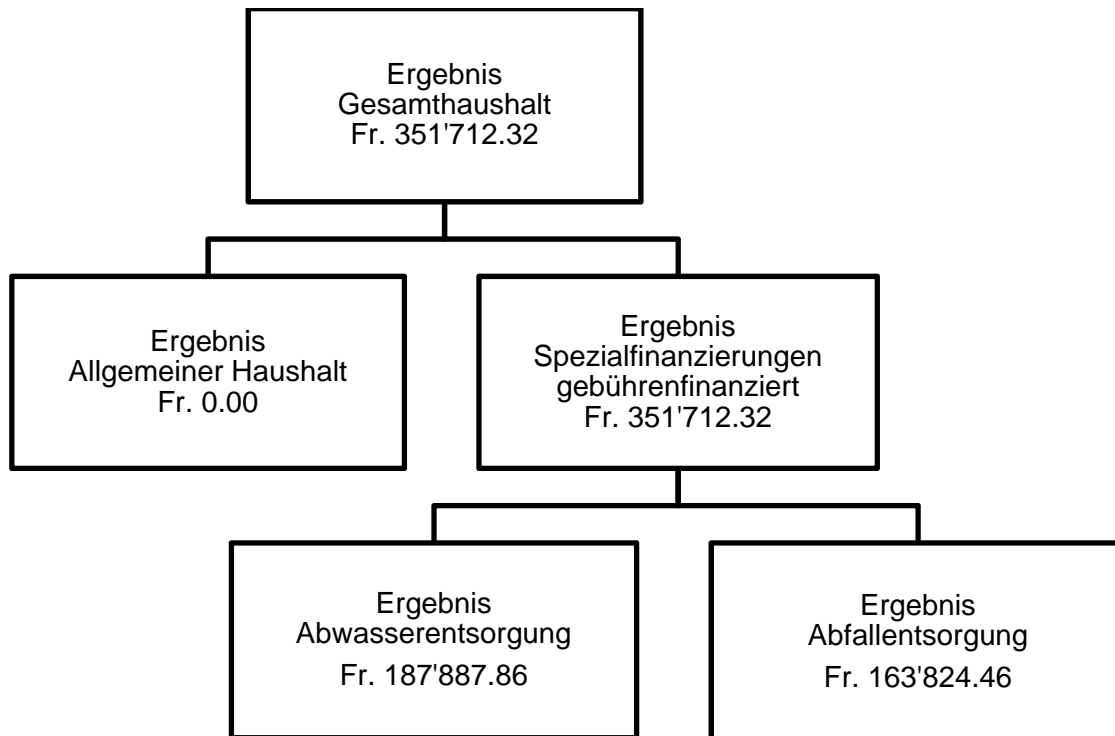 Ergebnis
Gesamthaushalt
Fr. 351'712.32
Ergebnis
Allgemeiner Haushalt
Fr. 0.00
Ergebnis
Spezialfinanzierungen
gebührenfinanziert
Fr. 351'712.32
Ergebnis
Abwasserentsorgung
Fr. 187'887.86
Ergebnis
Abfallentsorgung
Fr. 163'824.46